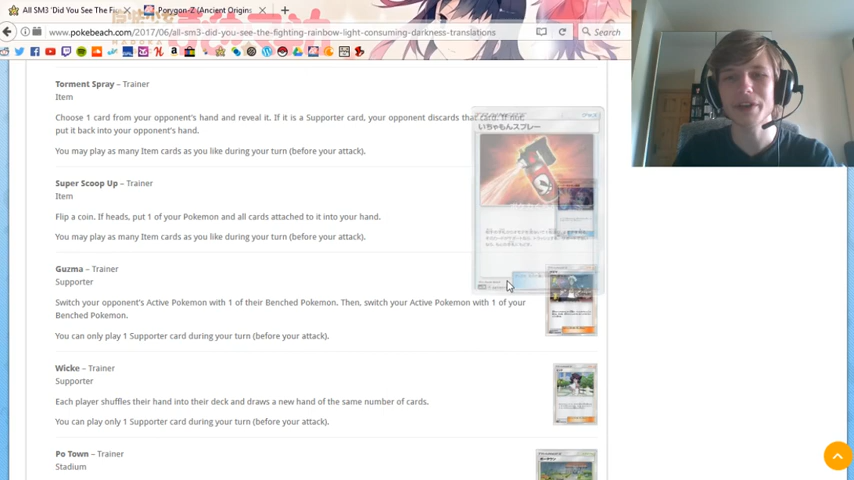 All SM3 'Did You See The Fi
Porygon-Z (Ancient Origin
www.pokebeach.com/2017/06/all-sm3-did-you-see-the-fighting-rainbow-light-consuming-darkness-translations
Search
Torment Spray – Trainer
Item
Choose 1 card from your opponent's hand and reveal it. If it is a Supporter card, your opponent discards that card. If not,
put it back into your opponent's hand.
You may play as many Item cards as you like during your turn (before your attack).
いちゃもんスプレー
Super Scoop Up – Trainer
Item
Flip a coin. If heads, put 1 of your Pokemon and all cards attached to it into your hand.
You may play as many Item cards as you like during your turn (before your attack).
Guzma – Trainer
Supporter
Switch your opponent's Active Pokemon with 1 of their Benched Pokemon. Then, switch your Active Pokemon with 1 of your
Benched Pokemon.
You can only play 1 Supporter card during your turn (before your attack).
Wicke – Trainer
Supporter
Each player shuffles their hand into their deck and draws a new hand of the same number of cards.
You can play only 1 Supporter card during your turn (before your attack).
Po Town – Trainer
Stadium